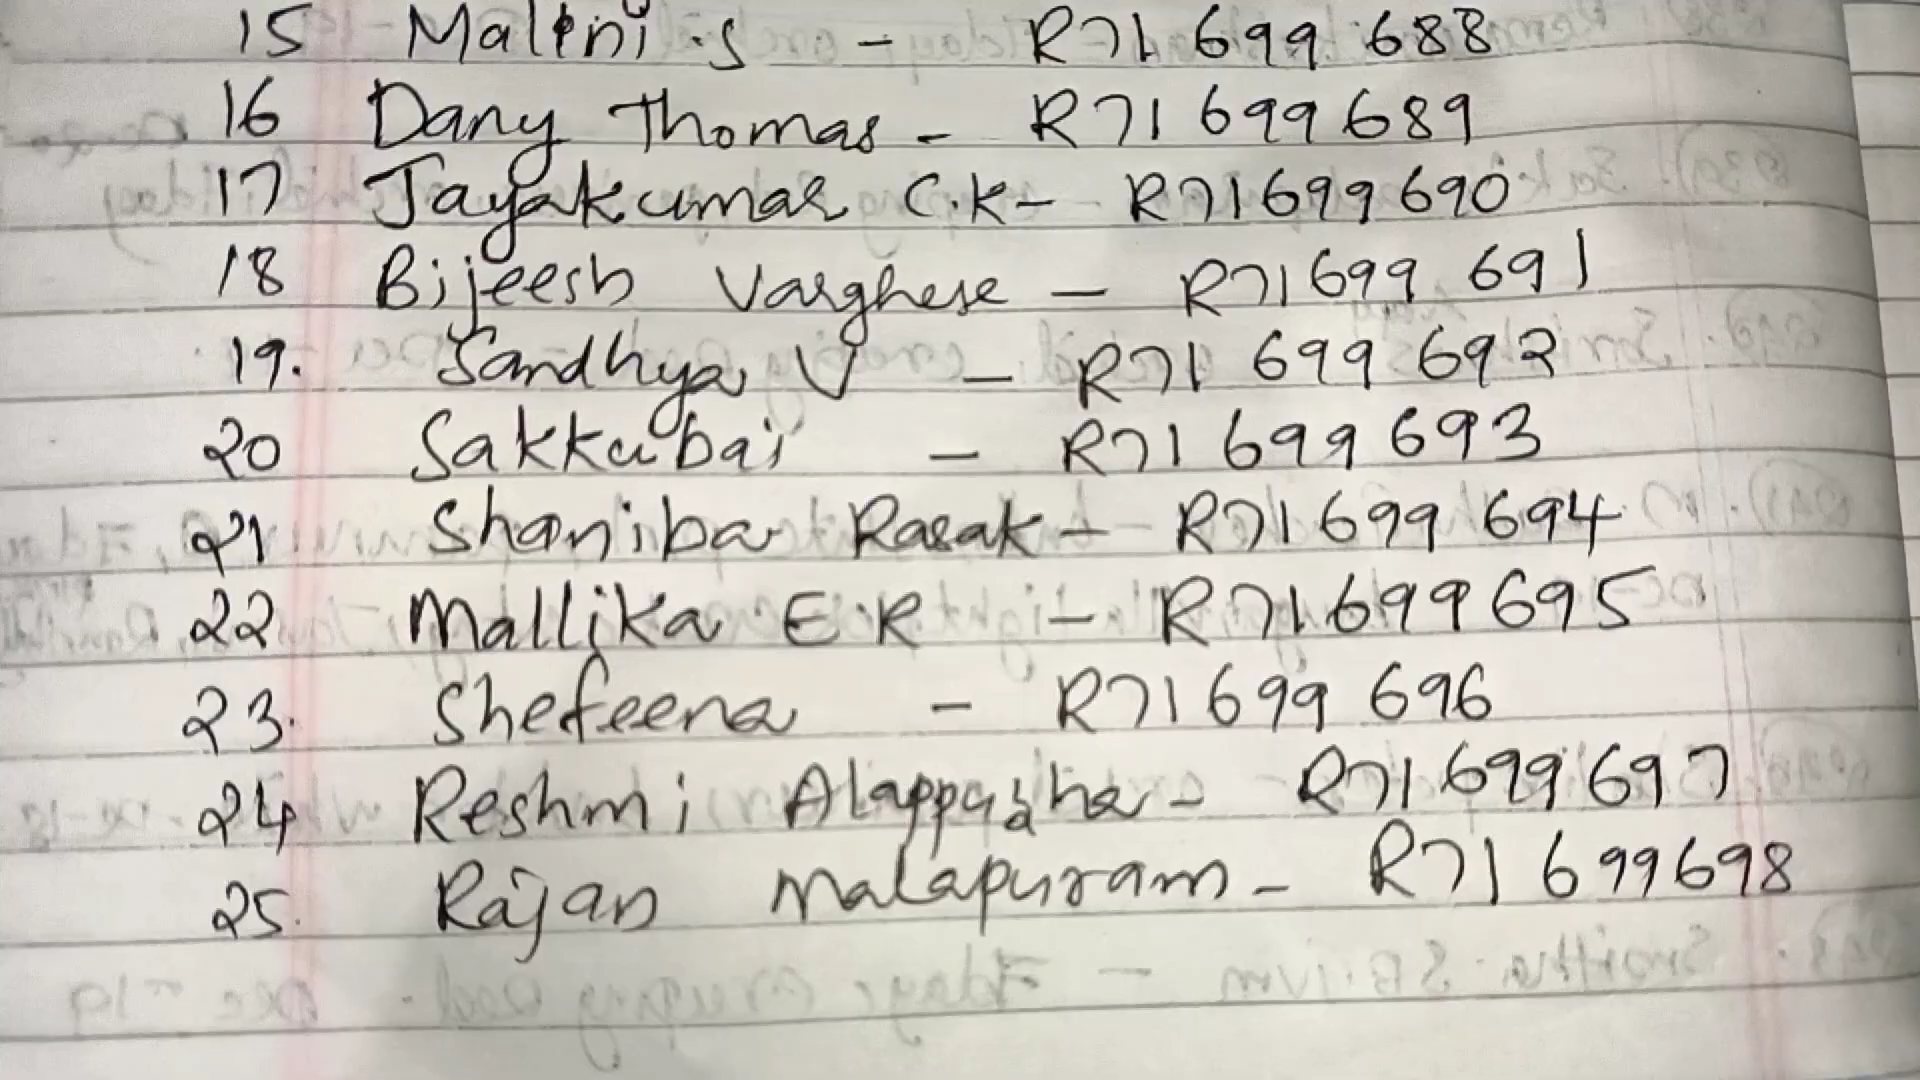 15 Malini .S - R71 699 688
16 Dany Thomas - R71 699 689
17 Jayakumar C.K - R71 699 690
18 Bijeesh Varghese - R71 699 691
19. Sandhya V - R71 699 692
20 Sakkubai - R71 699 693
21 Shaniba Rasak - R71 699 694
22 Mallika E.R - R71 699 695
23. Shefeena - R71 699 696
24 Reshmi Alappuzha - R71 699 697
25. Rajan Malapuram - R71 699698